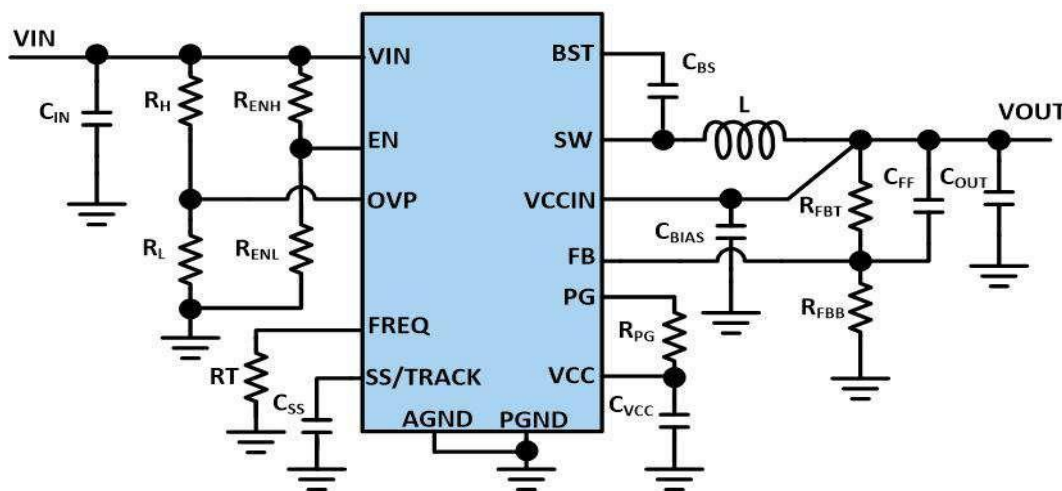 VIN
CIN
RH
RENH
RL
RENL
RT
CSS
VIN
EN
OVP
FREQ
SS/TRACK
AGND
PGND
BST
SW
VCCIN
FB
PG
VCC
CBS
L
VOUT
CFF
COUT
RFBT
CBIAS
RFBB
RPG
CVCC